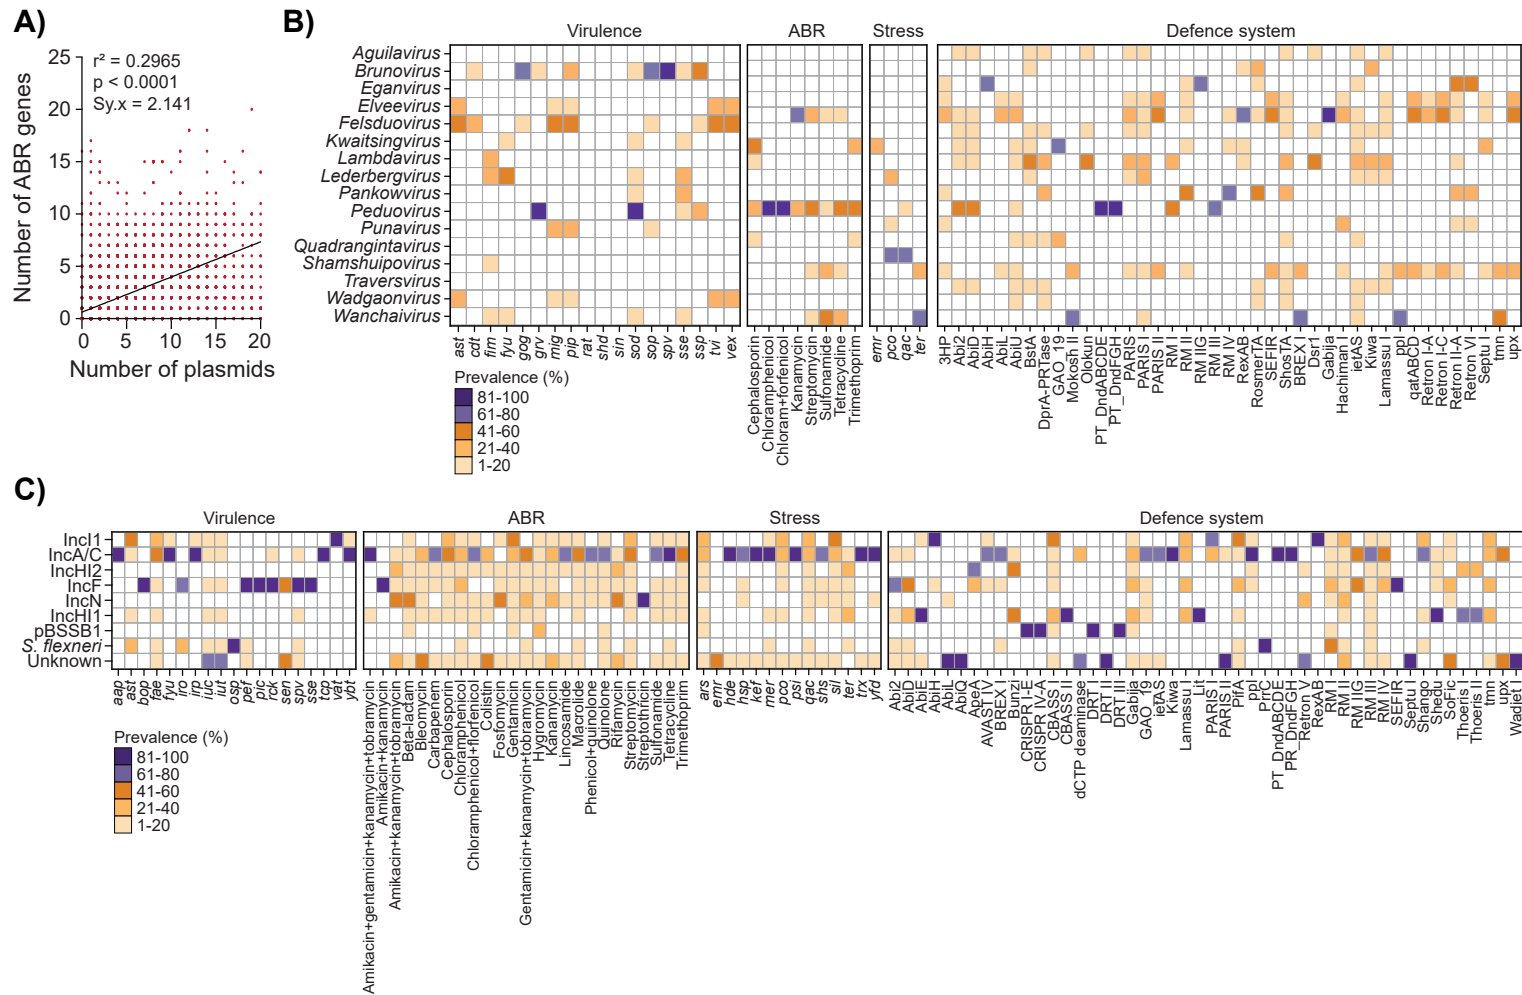 A)
25
20
15
10
5
0
r² = 0.2965
p < 0.0001
Sy.x = 2.141
Number of ABR genes
0 5 10 15 20
Number of plasmids
B)
Virulence ABR Stress Defence system
Aguilavirus
Brunovirus
Eganvirus
Elveevirus
Felsduovirus
Kwaitsingvirus
Lambdavirus
Lederbergvirus
Pankowvirus
Peduovirus
Punavirus
Quadrangintavirus
Shamshuipovirus
Traversvirus
Wadgaonvirus
Wanchaivirus
ast
cdt
fim
fyu
gog
grv
mig
pip
rat
shd
sin
sod
sop
spv
sse
ssp
tvi
vex
Cephalosporin
Chloramphenicol
Chloram+forfenicol
Kanamycin
Streptomycin
Sulfonamide
Tetracycline
Trimethoprim
emr
pco
qac
ter
3HP
Abi2
AbiD
AbiH
AbiL
AbiU
BstA
DprA-PRTase
GAO_19
Mokosh II
Olokun
PT_DndABCDE
PT_DndFGH
PARIS
PARIS I
PARIS II
RM I
RM II
RM IIG
RM III
RM IV
RexAB
RosmerTA
SEFIR
ShosTA
BREX I
Dsr1
Gabija
Hachiman I
ietAS
Kiwa
Lamassu I
ppl
qatABCD
Retron I-A
Retron I-C
Retron II-A
Retron VI
Septu I
tmn
upx
Prevalence (%)
81-100
61-80
41-60
21-40
1-20
C)
Virulence ABR Stress Defence system
IncI1
IncA/C
IncHI2
IncF
IncN
IncHI1
pBSSB1
S. flexneri
Unknown
aap
ast
bop
fae
fyu
iro
irp
iuc
iut
osp
pef
pic
rck
sen
spv
sse
tcp
vat
ybt
Amikacin+gentamicin+kanamycin+tobramycin
Amikacin+kanamycin
Amikacin+kanamycin+tobramycin
Beta-lactam
Bleomycin
Carbapenem
Cephalosporin
Chloramphenicol
Chloramphenicol+florfenicol
Colistin
Fosfomycin
Gentamicin
Gentamicin+kanamycin+tobramycin
Hygromycin
Kanamycin
Lincosamide
Macrolide
Phenicol+quinolone
Quinolone
Rifamycin
Streptomycin
Streptothricin
Sulfonamide
Tetracycline
Trimethoprim
ars
emr
hde
hsp
kef
mer
pco
psi
qac
shs
sil
ter
trx
yfd
Abi2
AbiD
AbiE
AbiH
AbiL
AbiQ
ApeA
AVAST IV
BREX I
Bunzi
CRISPR I-E
CRISPR IV-A
CBASS I
CBASS II
dCTP deaminase
DRT I
DRT II
DRT III
Gabija
GAO_19
ietAS
Kiwa
Lamassu I
Lit
PARIS I
PARIS II
PifA
ppl
PrrC
PT_DndABCDE
PR_DndFGH
Retron V
RexAB
RM I
RM II
RM IIG
RM III
RM IV
SEFIR
Septu I
Shango
Shedu
SoFic
Thoeris I
Thoeris II
tmn
upx
Wadjet I
Prevalence (%)
81-100
61-80
41-60
21-40
1-20